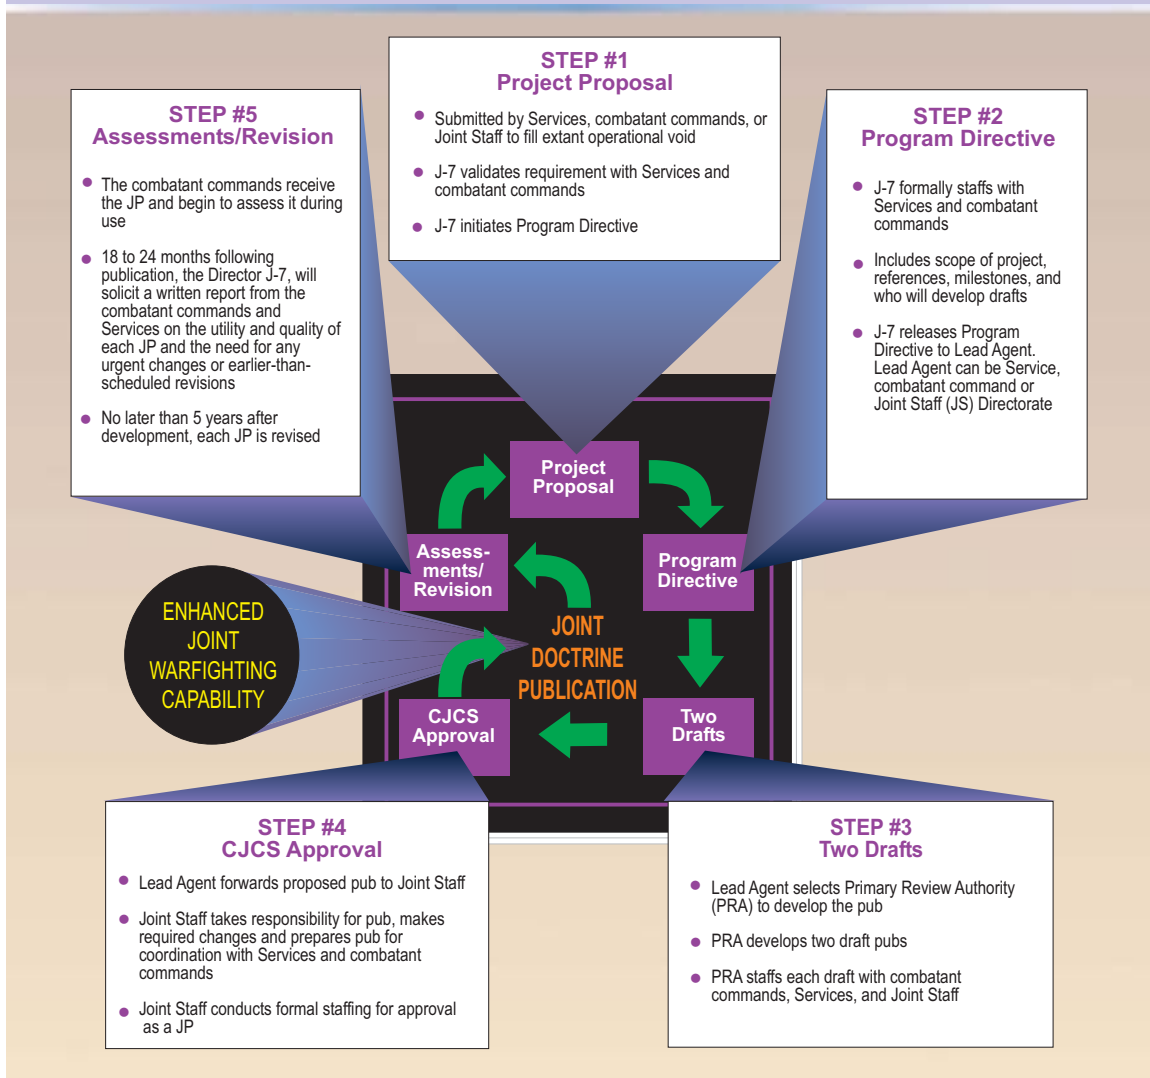 STEP #1
Project Proposal
Submitted by Services, combatant commands, or
Joint Staff to fill extant operational void
J-7 validates requirement with Services and
combatant commands
J-7 initiates Program Directive
STEP #5
Assessments/Revision
The combatant commands receive
the JP and begin to assess it during
use
18 to 24 months following
publication, the Director J-7, will
solicit a written report from the
combatant commands and
Services on the utility and quality of
each JP and the need for any
urgent changes or earlier-than-
scheduled revisions
No later than 5 years after
development, each JP is revised
STEP #2
Program Directive
J-7 formally staffs with
Services and combatant
commands
Includes scope of project,
references, milestones, and
who will develop drafts
J-7 releases Program
Directive to Lead Agent.
Lead Agent can be Service,
combatant command or
Joint Staff (JS) Directorate
Project
Proposal
Assess-
ments/
Revision
Program
Directive
ENHANCED
JOINT
WARFIGHTING
CAPABILITY
JOINT
DOCTRINE
PUBLICATION
CJCS
Approval
Two
Drafts
STEP #4
CJCS Approval
Lead Agent forwards proposed pub to Joint Staff
Joint Staff takes responsibility for pub, makes
required changes and prepares pub for
coordination with Services and combatant
commands
Joint Staff conducts formal staffing for approval
as a JP
STEP #3
Two Drafts
Lead Agent selects Primary Review Authority
(PRA) to develop the pub
PRA develops two draft pubs
PRA staffs each draft with combatant
commands, Services, and Joint Staff